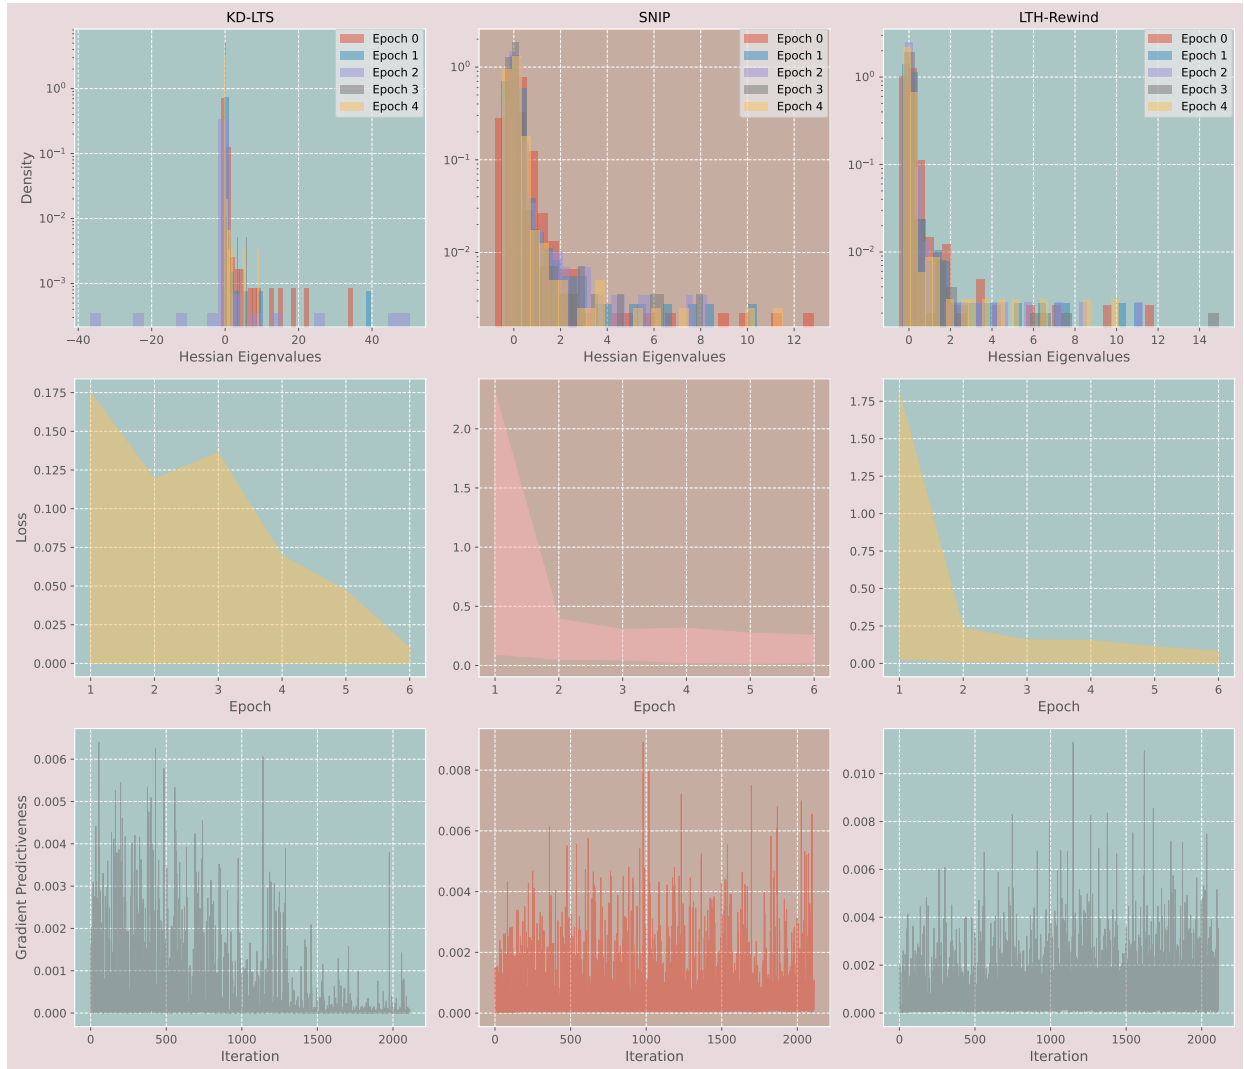 KD-LTS
SNIP
LTH-Rewind
Epoch 0
Epoch 1
Epoch 2
Epoch 3
Epoch 4
Epoch 0
Epoch 1
Epoch 2
Epoch 3
Epoch 4
Epoch 0
Epoch 1
Epoch 2
Epoch 3
Epoch 4
Density
10⁰
10⁻¹
10⁻²
10⁻³
10⁰
10⁻¹
10⁻²
10⁰
10⁻¹
10⁻²
−40 −20 0 20 40
0 2 4 6 8 10 12
0 2 4 6 8 10 12 14
Hessian Eigenvalues
Hessian Eigenvalues
Hessian Eigenvalues
Loss
0.175
0.150
0.125
0.100
0.075
0.050
0.025
0.000
2.0
1.5
1.0
0.5
0.0
1.75
1.50
1.25
1.00
0.75
0.50
0.25
0.00
1 2 3 4 5 6
1 2 3 4 5 6
1 2 3 4 5 6
Epoch
Epoch
Epoch
Gradient Predictiveness
0.006
0.005
0.004
0.003
0.002
0.001
0.000
0.008
0.006
0.004
0.002
0.000
0.010
0.008
0.006
0.004
0.002
0.000
0 500 1000 1500 2000
0 500 1000 1500 2000
0 500 1000 1500 2000
Iteration
Iteration
Iteration